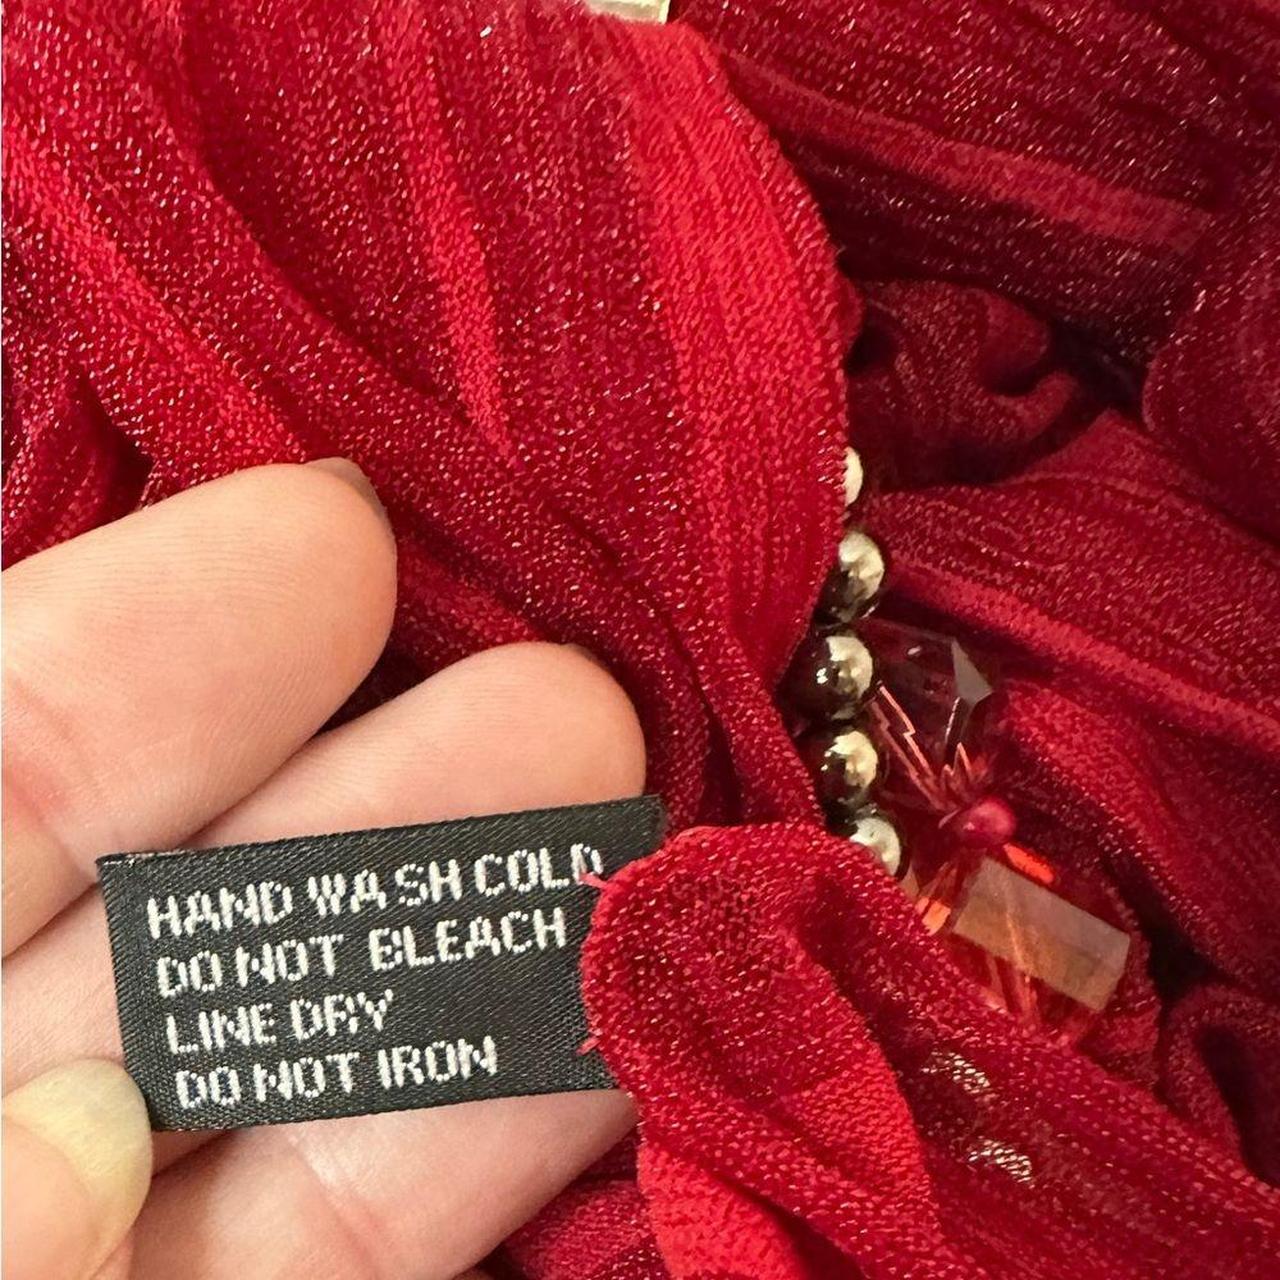 HAND WASH COLD
DO NOT BLEACH
LINE DRY
DO NOT IRON